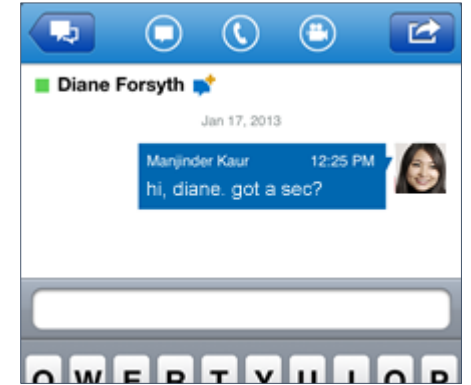 Diane Forsyth
Jan 17, 2013
Manjinder Kaur 12:25 PM
hi, diane. got a sec?
Q W E R T Y U I O P